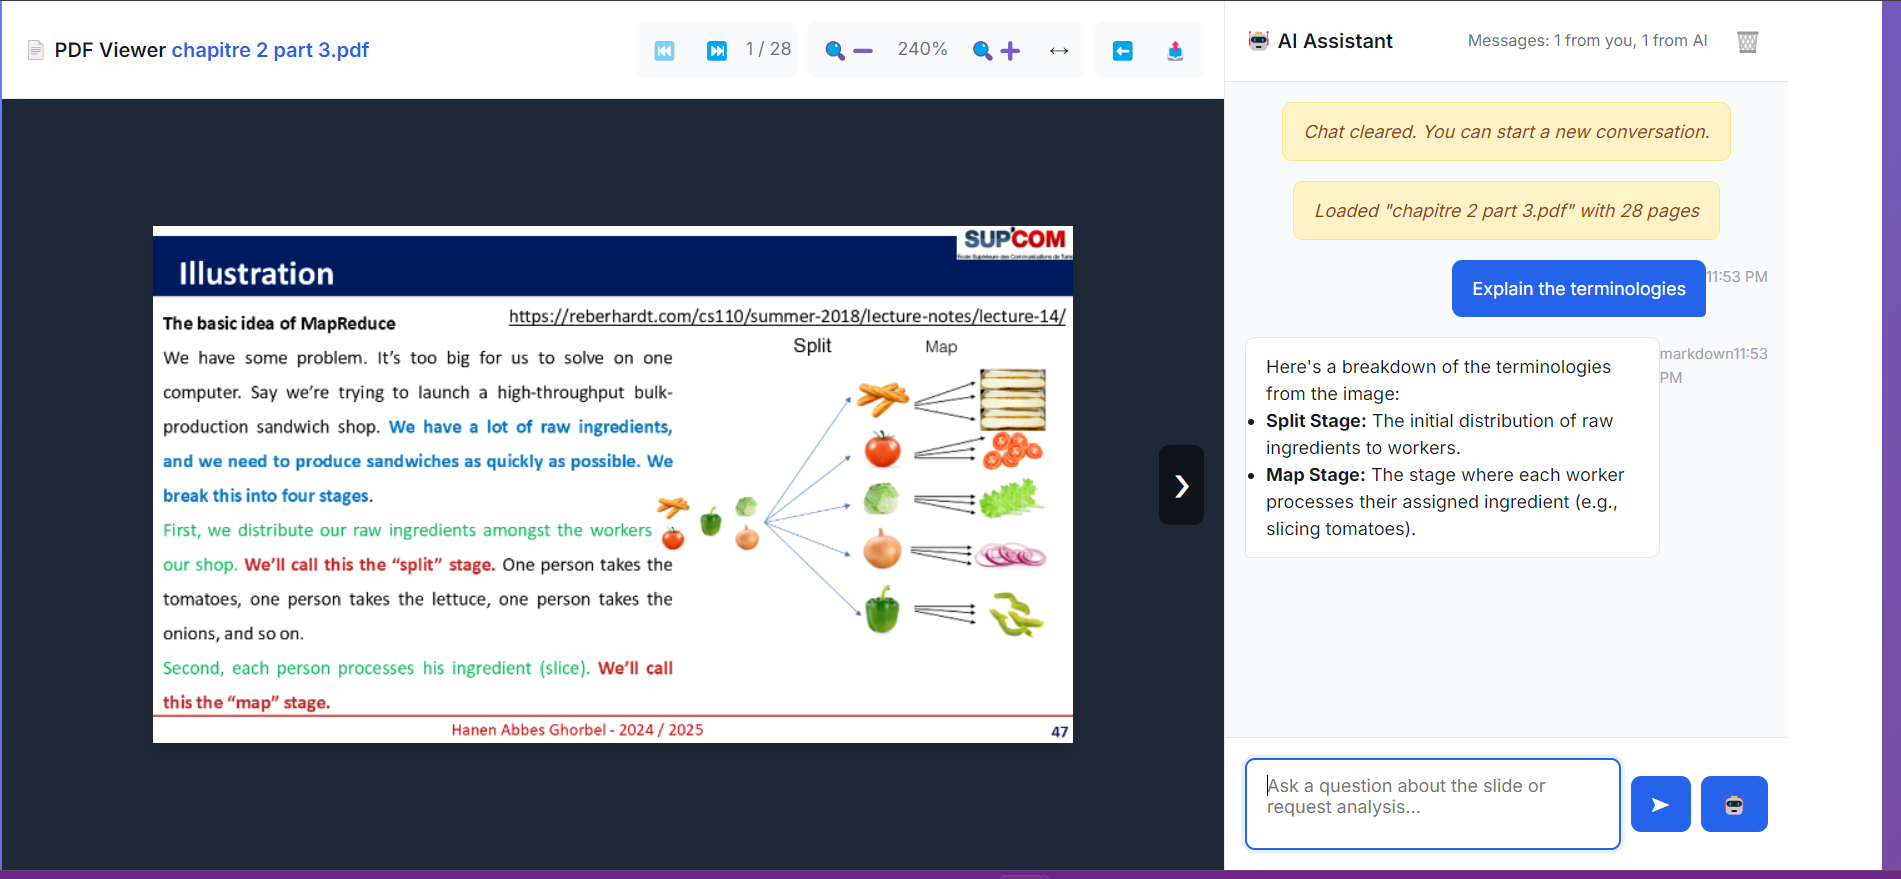 PDF Viewer chapitre 2 part 3.pdf
1 / 28
240%
SUP'COM
Illustration
https://reberhardt.com/cs110/summer-2018/lecture-notes/lecture-14/
The basic idea of MapReduce
Split
Map
We have some problem. It's too big for us to solve on one
computer. Say we're trying to launch a high-throughput bulk-
production sandwich shop. We have a lot of raw ingredients,
and we need to produce sandwiches as quickly as possible. We
break this into four stages.
First, we distribute our raw ingredients amongst the workers
our shop. We'll call this the “split” stage. One person takes the
tomatoes, one person takes the lettuce, one person takes the
onions, and so on.
Second, each person processes his ingredient (slice). We'll call
this the “map” stage.
Hanen Abbes Ghorbel - 2024 / 2025
47
AI Assistant
Messages: 1 from you, 1 from AI
Chat cleared. You can start a new conversation.
Loaded "chapitre 2 part 3.pdf" with 28 pages
Explain the terminologies
11:53 PM
Here's a breakdown of the terminologies
from the image:
• Split Stage: The initial distribution of raw
ingredients to workers.
• Map Stage: The stage where each worker
processes their assigned ingredient (e.g.,
slicing tomatoes).
markdown11:53
PM
Ask a question about the slide or
request analysis...